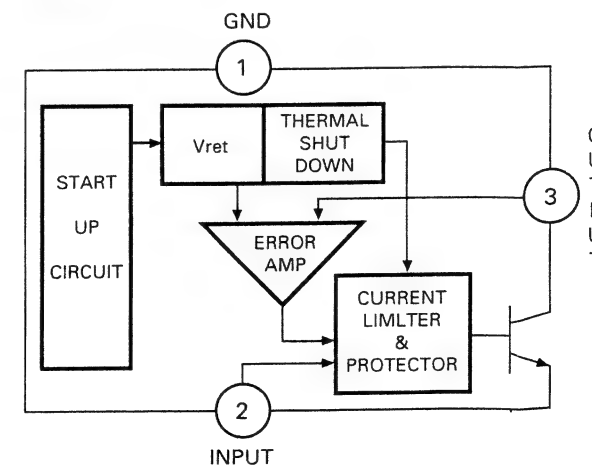 GND
1
THERMAL
SHUT
DOWN
Vret
START
UP
CIRCUIT
3
ERROR
AMP
CURRENT
LIMLTER
&
PROTECTOR
2
INPUT